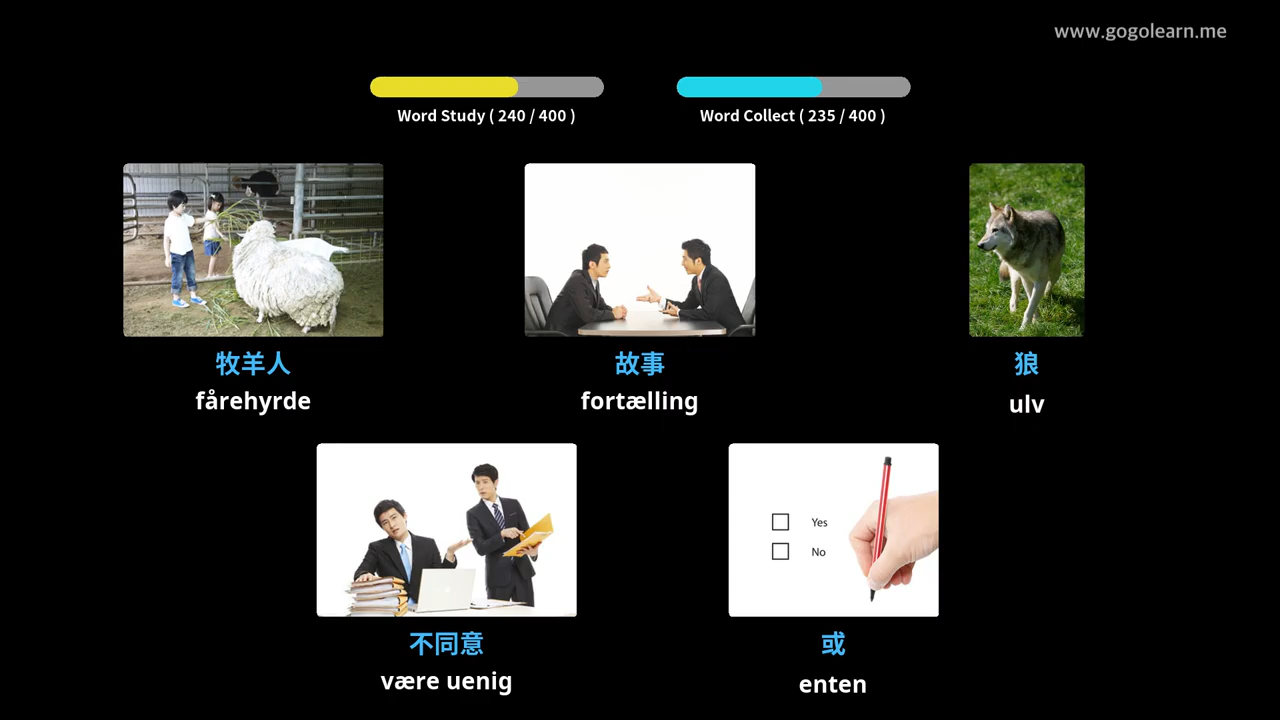 www.gogolearn.me
Word Study ( 240 / 400 )
Word Collect ( 235 / 400 )
牧羊人
fårehyrde
故事
fortælling
狼
ulv
Yes
No
不同意
være uenig
或
enten